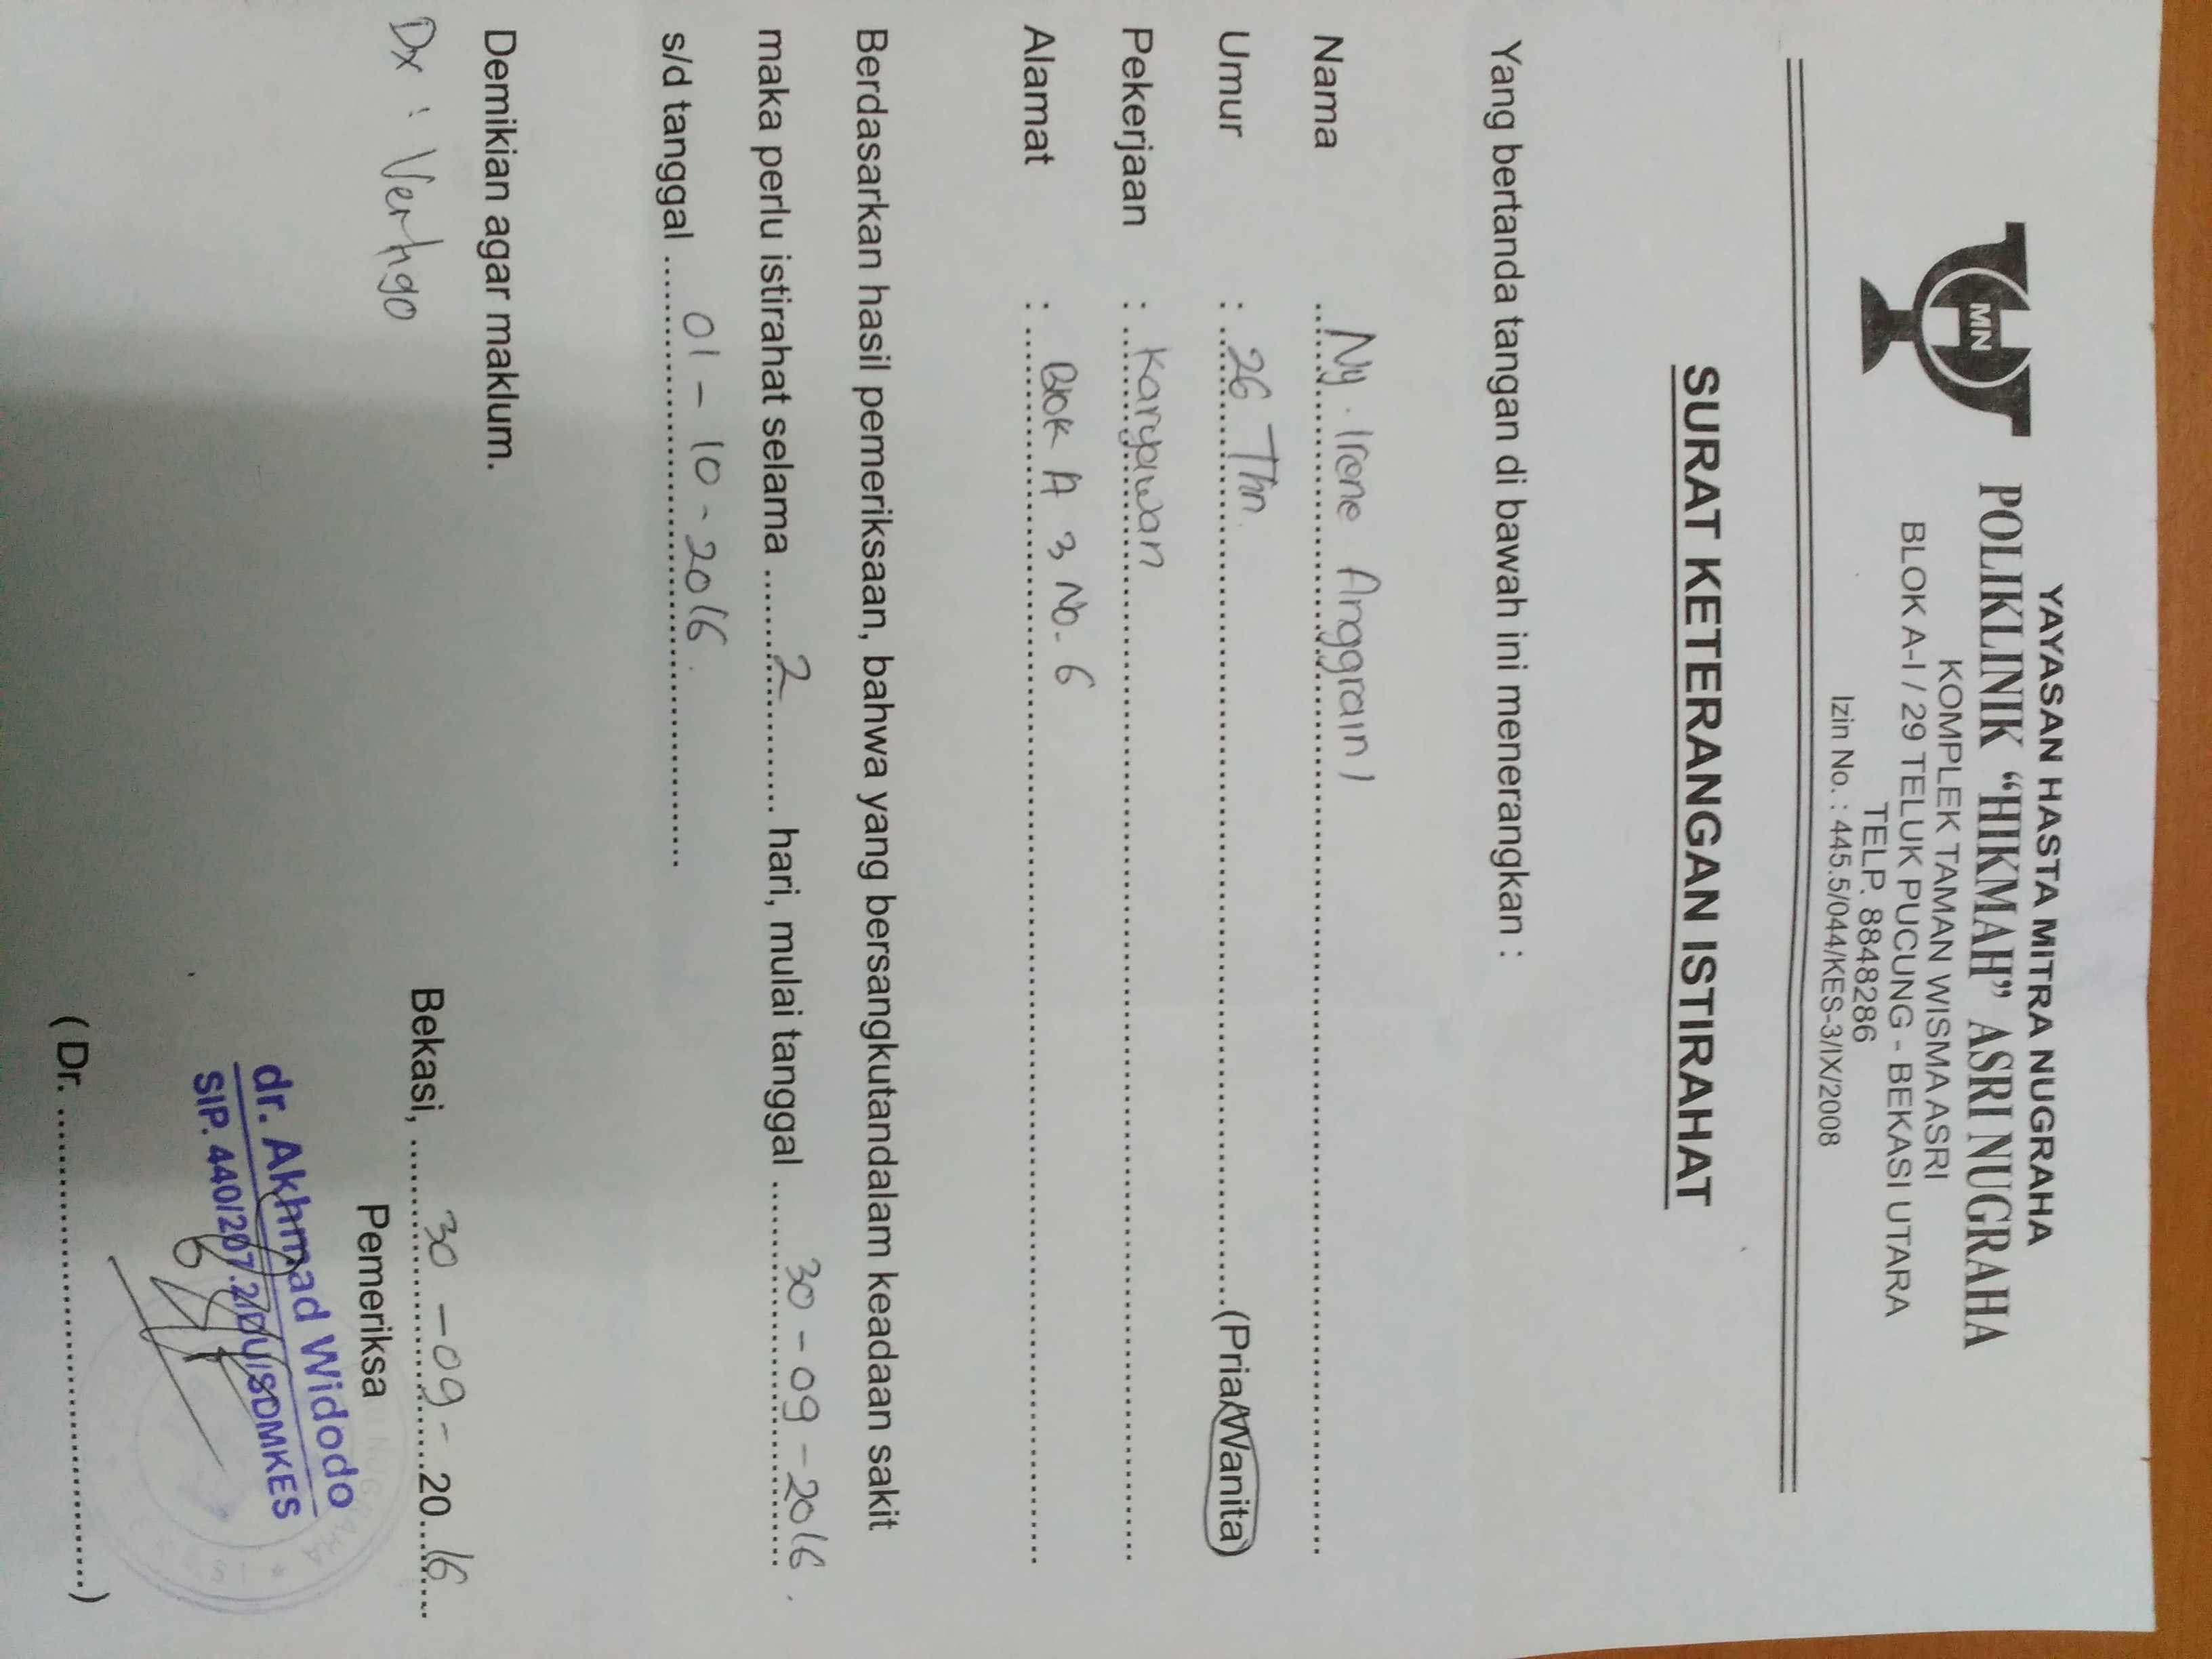 MN
YAYASAN HASTA MITRA NUGRAHA
POLIKLINIK “HIKMAH” ASRI NUGRAHA
KOMPLEK TAMAN WISMA ASRI
BLOK A-I / 29 TELUK PUCUNG - BEKASI UTARA
TELP. 8848286
Izin No. : 445.5/044/KES-3/IX/2008
SURAT KETERANGAN ISTIRAHAT
Yang bertanda tangan di bawah ini menerangkan :
Nama Ny. Irene Anggraini
Umur : 26 Thn. (Pria/Wanita)
Pekerjaan : Karyawan
Alamat : Blok A 3 No. 6
Berdasarkan hasil pemeriksaan, bahwa yang bersangkutandalam keadaan sakit
maka perlu istirahat selama 2 hari, mulai tanggal 30-09-2016.
s/d tanggal 01-10-2016.
Demikian agar maklum.
Dx : Vertigo
Bekasi, 30-09-2016
Pemeriksa
dr. Akhmad Widodo
SIP. 440/207.2/DU/SDMKES
NUGRAHA
( Dr. ........................................)